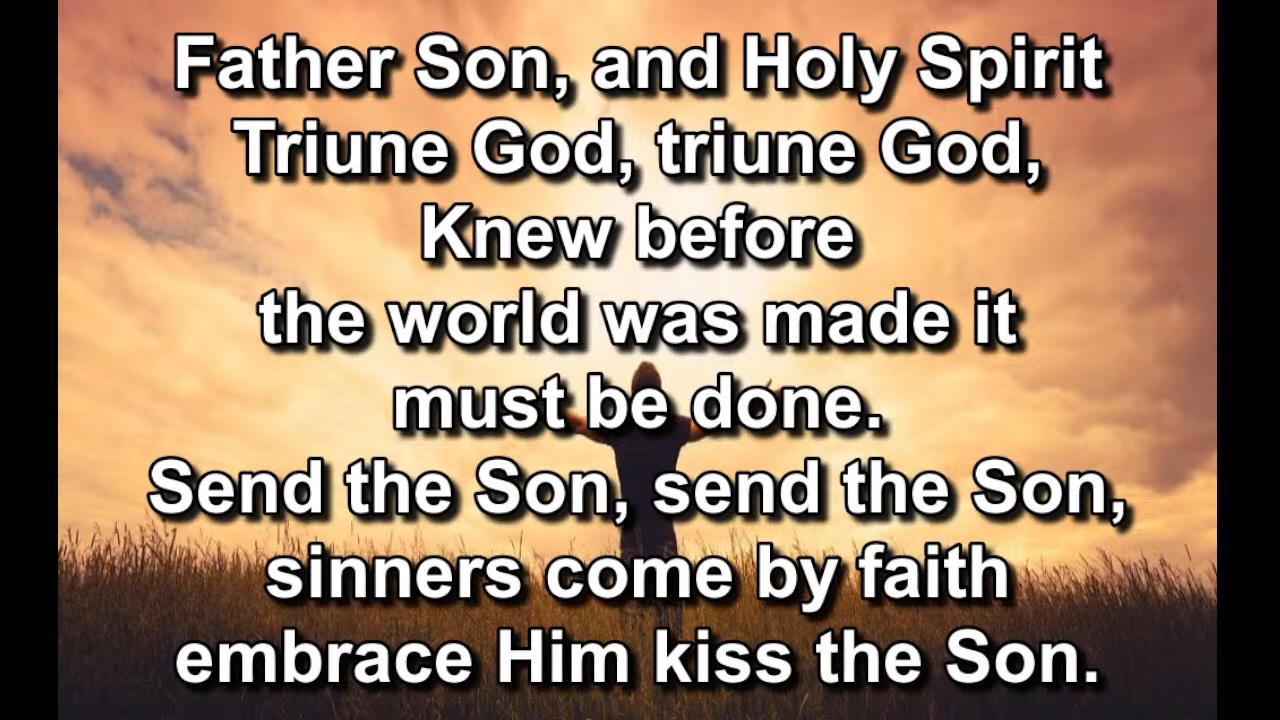 Father Son, and Holy Spirit
Triune God, triune God,
Knew before
the world was made it
must be done.
Send the Son, send the Son,
sinners come by faith
embrace Him kiss the Son.